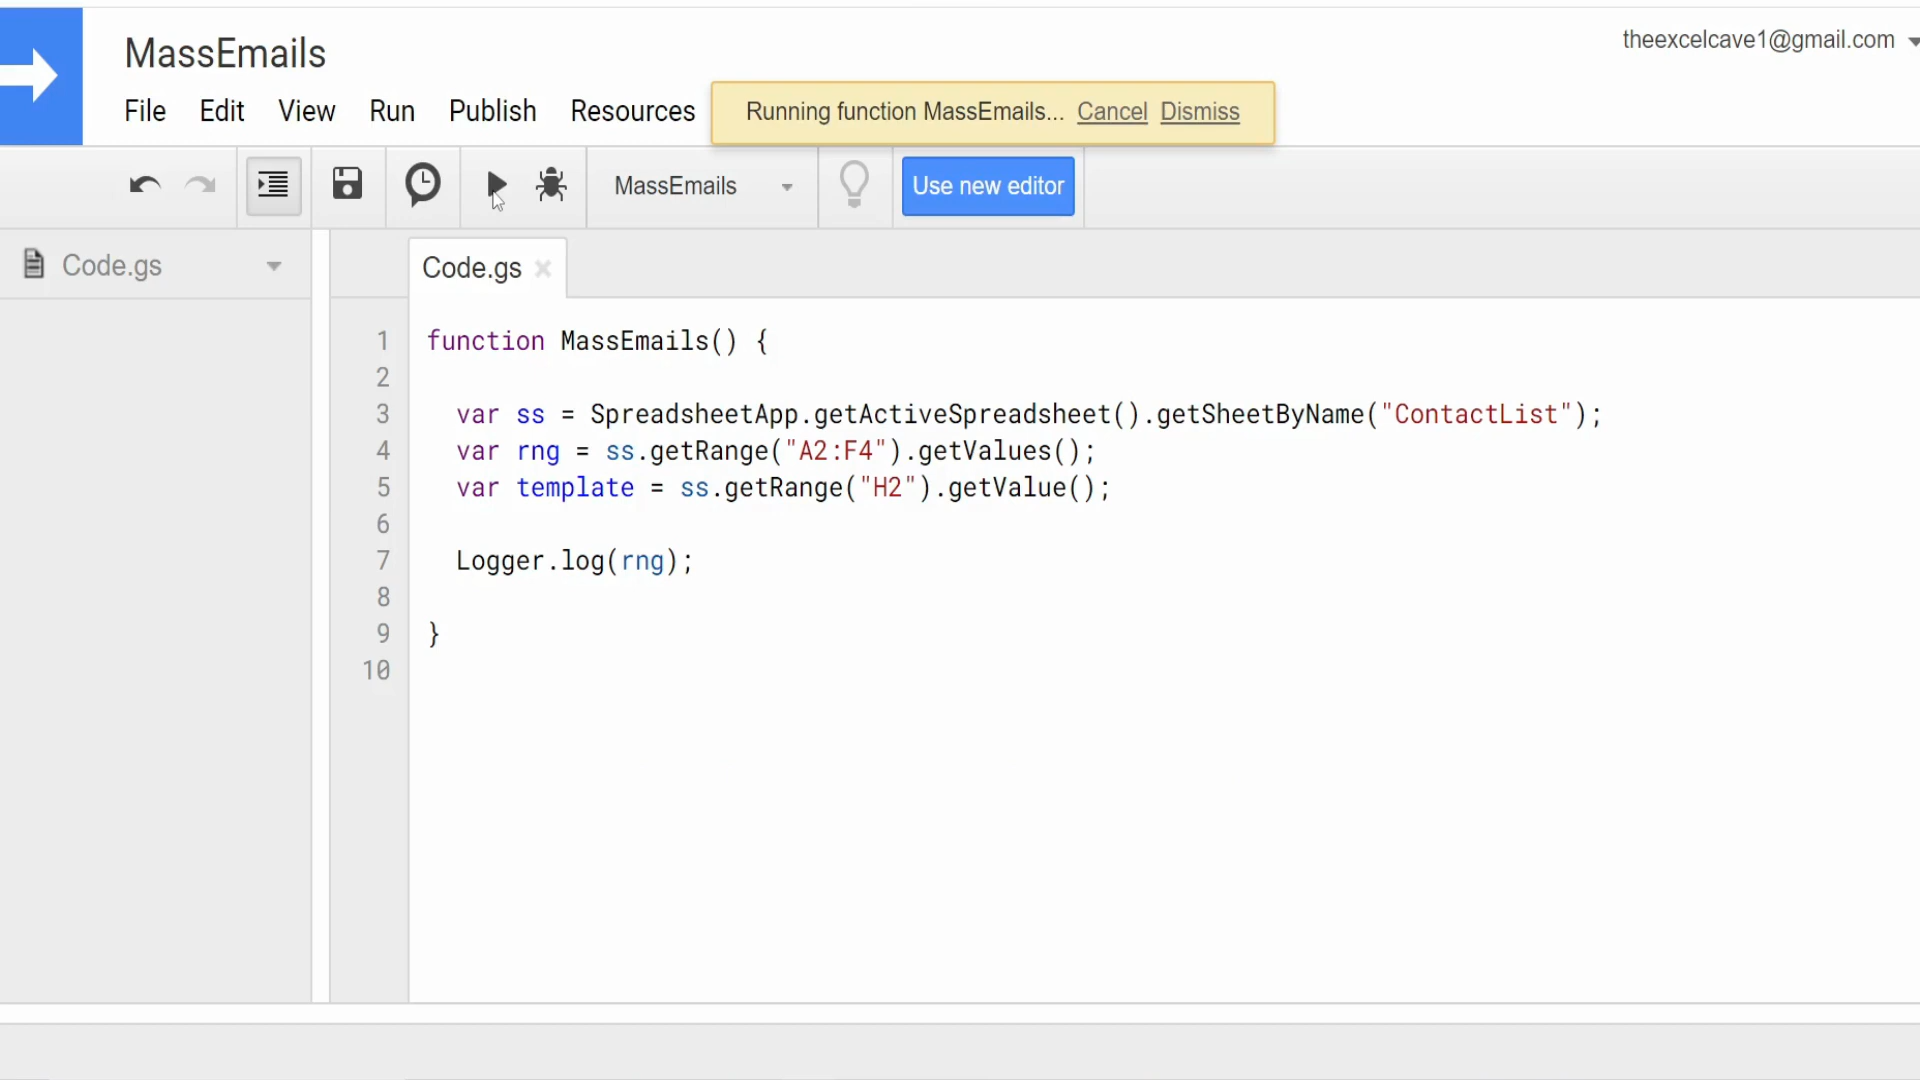 MassEmails
theexcelcave1@gmail.com
File Edit View Run Publish Resources
Running function MassEmails... Cancel Dismiss
MassEmails
Use new editor
Code.gs
Code.gs
1 function MassEmails() {
2
3 var ss = SpreadsheetApp.getActiveSpreadsheet().getSheetByName("ContactList");
4 var rng = ss.getRange("A2:F4").getValues();
5 var template = ss.getRange("H2").getValue();
6
7 Logger.log(rng);
8
9 }
10